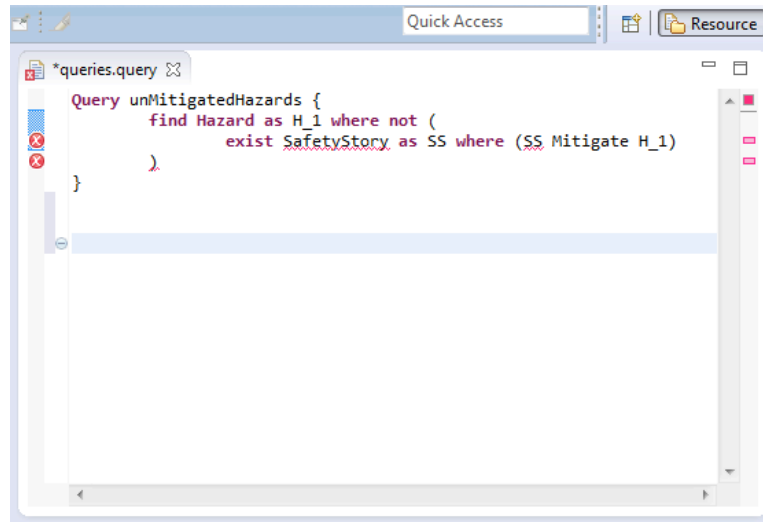 Quick Access
Resource
*queries.query
Query unMitigatedHazards {
find Hazard as H_1 where not (
exist SafetyStory as SS where (SS Mitigate H_1)
)
}